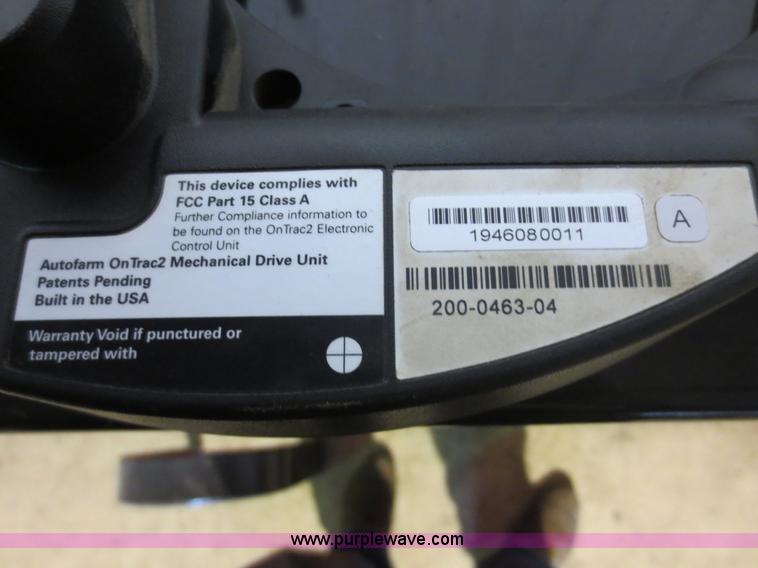 This device complies with
FCC Part 15 Class A
Further Compliance information to
be found on the OnTrac2 Electronic
Control Unit
Autofarm OnTrac2 Mechanical Drive Unit
Patents Pending
Built in the USA
Warranty Void if punctured or
tampered with
1946080011
A
200-0463-04
www.purplewave.com